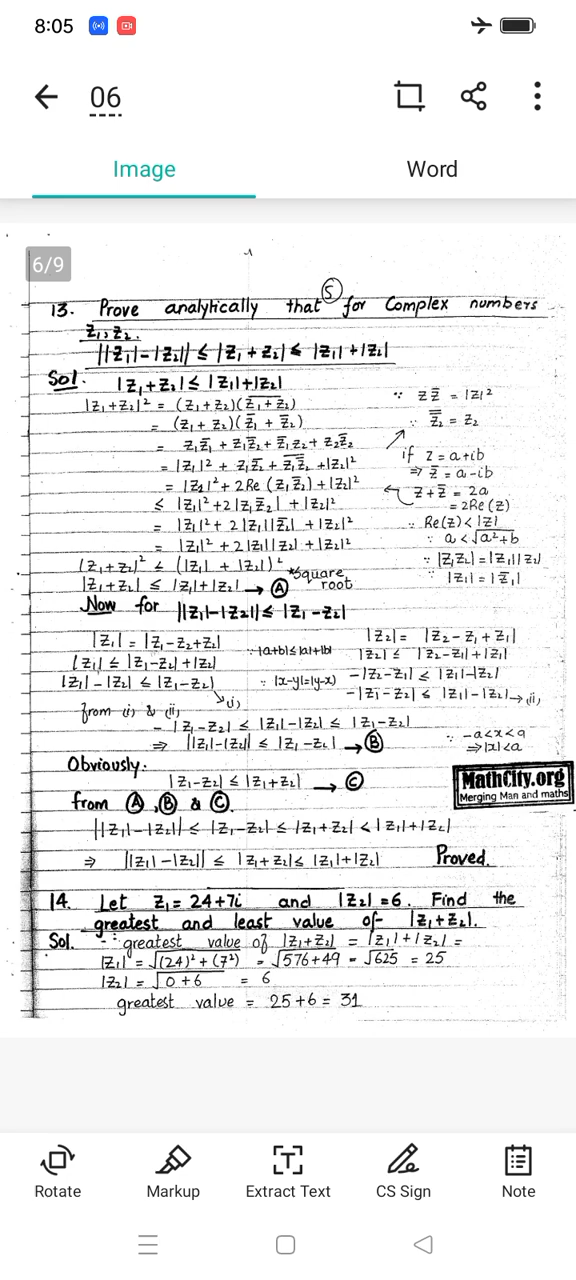 8:05
06
Image Word
6/9
5
13. Prove analytically that for Complex numbers
z₁, z₂.
||z₁|-|z₂|| ≤ |z₁+z₂| ≤ |z₁|+|z₂|
Sol. |z₁+z₂| ≤ |z₁|+|z₂|
|z₁+z₂|² = (z₁+z₂)(z̅₁̅+̅z̅₂̅) ∵ z z̅ = |z|²
= (z₁+z₂)(z̅₁+z̅₂) ∵ z̿₂ = z₂
= z₁z̅₁ + z₁z̅₂ + z̅₁z₂ + z₂z̅₂
= |z₁|² + z₁z̅₂ + z̅₁z̿₂ + |z₂|² if z = a+ib
⇒ z̅ = a-ib
= |z₁|² + 2Re(z₁z̅₂) + |z₂|² z+z̅ = 2a
= 2Re(z)
≤ |z₁|² + 2|z₁z̅₂| + |z₂|² ∵ Re(z) < |z|
= |z₁|² + 2|z₁||z̅₂| + |z₂|² ∵ a < √a²+b
= |z₁|² + 2|z₁||z₂| + |z₂|² ∵ |z₁z₂| = |z₁||z₂|
|z₁+z₂|² ≤ (|z₁|+|z₂|)² *Square root ∵ |z₁| = |z̅₁|
|z₁+z₂| ≤ |z₁|+|z₂| → Ⓐ
Now for ||z₁|-|z₂|| ≤ |z₁-z₂|
|z₁| = |z₁-z₂+z₂| |z₂| = |z₂-z₁+z₁|
|z₁| ≤ |z₁-z₂|+|z₂| ∵ |a+b| ≤ |a|+|b| |z₂| ≤ |z₂-z₁|+|z₁|
|z₁|-|z₂| ≤ |z₁-z₂| ∵ |x-y|=|y-x) -|z₂-z₁| ≤ |z₁|-|z₂|
(i) -|z₁-z₂| ≤ |z₁|-|z₂| → (ii)
from (i) & (ii)
-|z₁-z₂| ≤ |z₁|-|z₂| ≤ |z₁-z₂| ∵ -a<x<a
⇒ ||z₁|-|z₂|| ≤ |z₁-z₂| → Ⓑ ⇒|x|<a
Obviously.
|z₁-z₂| ≤ |z₁+z₂| → Ⓒ
MathCity.org
Merging Man and maths
from Ⓐ, Ⓑ & Ⓒ.
||z₁|-|z₂|| ≤ |z₁-z₂| ≤ |z₁+z₂| < |z₁|+|z₂|
⇒ ||z₁|-|z₂|| ≤ |z₁+z₂| ≤ |z₁|+|z₂| Proved.
14. Let z₁ = 24+7i and |z₂| = 6. Find the
greatest and least value of |z₁+z₂|.
Sol. ∵ greatest value of |z₁+z₂| = |z₁|+|z₂| =
|z₁| = √(24)²+(7²) = √576+49 = √625 = 25
|z₂| = √0+6 = 6
greatest value = 25+6 = 31
Rotate Markup Extract Text CS Sign Note